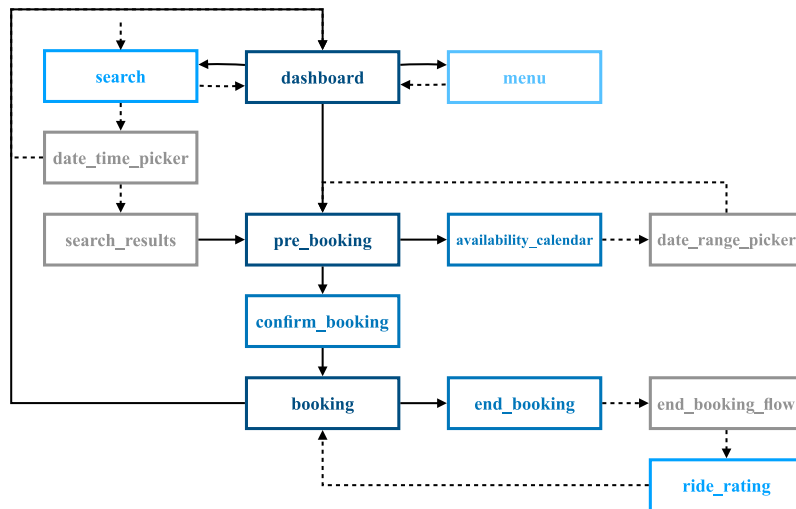 search
dashboard
menu
date_time_picker
search_results
pre_booking
availability_calendar
date_range_picker
confirm_booking
booking
end_booking
end_booking_flow
ride_rating